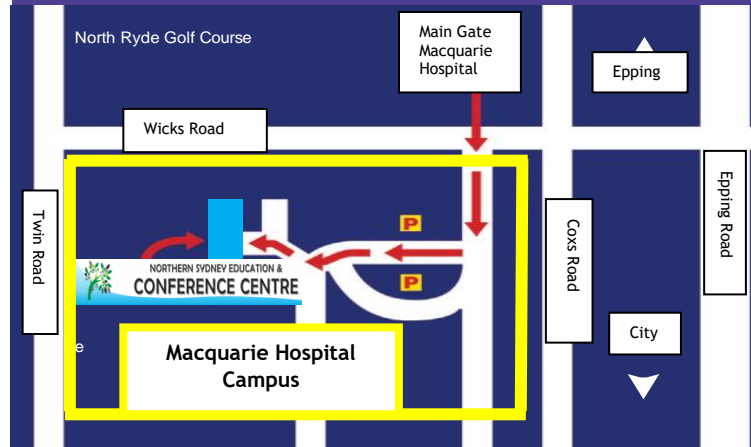 North Ryde Golf Course
Main Gate
Macquarie
Hospital
Epping
Wicks Road
Twin Road
P
Coxs Road
Epping Road
P
NORTHERN SYDNEY EDUCATION &
CONFERENCE CENTRE
City
e
Macquarie Hospital
Campus